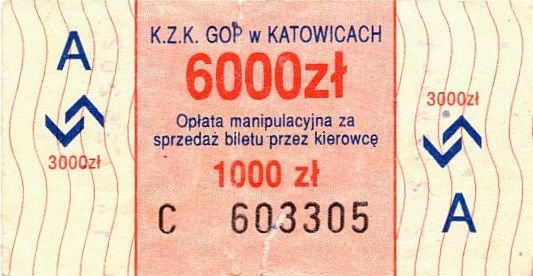 A
3000zł
K.Z.K. GOP w KATOWICACH
6000zł
Opłata manipulacyjna za
sprzedaż biletu przez kierowcę
1000 zł
C 603305
3000zł
A